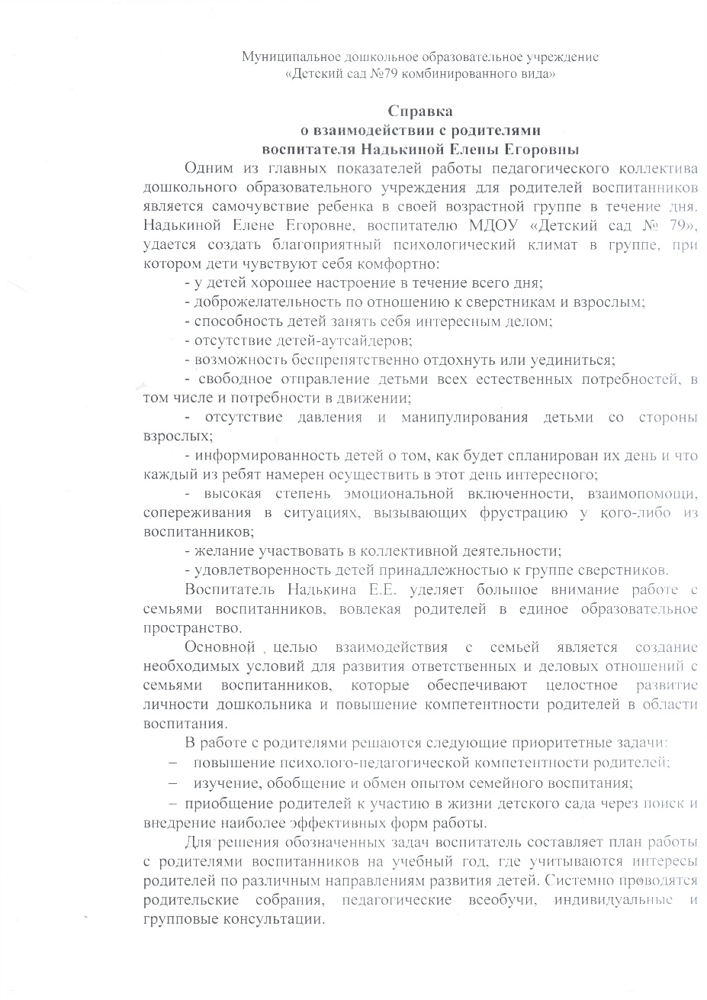 Муниципальное дошкольное образовательное учреждение
«Детский сад №79 комбинированного вида»
Справка
о взаимодействии с родителями
воспитателя Надькиной Елены Егоровны
Одним из главных показателей работы педагогического коллектива
дошкольного образовательного учреждения для родителей воспитанников
является самочувствие ребенка в своей возрастной группе в течение дня.
Надькиной Елене Егоровне, воспитателю МДОУ «Детский сад № 79»,
удается создать благоприятный психологический климат в группе, при
котором дети чувствуют себя комфортно:
- у детей хорошее настроение в течение всего дня;
- доброжелательность по отношению к сверстникам и взрослым;
- способность детей занять себя интересным делом;
- отсутствие детей-аутсайдеров;
- возможность беспрепятственно отдохнуть или уединиться;
- свободное отправление детьми всех естественных потребностей, в
том числе и потребности в движении;
- отсутствие давления и манипулирования детьми со стороны
взрослых;
- информированность детей о том, как будет спланирован их день и что
каждый из ребят намерен осуществить в этот день интересного;
- высокая степень эмоциональной включенности, взаимопомощи,
сопереживания в ситуациях, вызывающих фрустрацию у кого-либо из
воспитанников;
- желание участвовать в коллективной деятельности;
- удовлетворенность детей принадлежностью к группе сверстников.
Воспитатель Надькина Е.Е. уделяет большое внимание работе с
семьями воспитанников, вовлекая родителей в единое образовательное
пространство.
Основной целью взаимодействия с семьей является создание
необходимых условий для развития ответственных и деловых отношений с
семьями воспитанников, которые обеспечивают целостное развитие
личности дошкольника и повышение компетентности родителей в области
воспитания.
В работе с родителями решаются следующие приоритетные задачи:
– повышение психолого-педагогической компетентности родителей;
– изучение, обобщение и обмен опытом семейного воспитания;
– приобщение родителей к участию в жизни детского сада через поиск и
внедрение наиболее эффективных форм работы.
Для решения обозначенных задач воспитатель составляет план работы
с родителями воспитанников на учебный год, где учитываются интересы
родителей по различным направлениям развития детей. Системно проводятся
родительские собрания, педагогические всеобучи, индивидуальные и
групповые консультации.